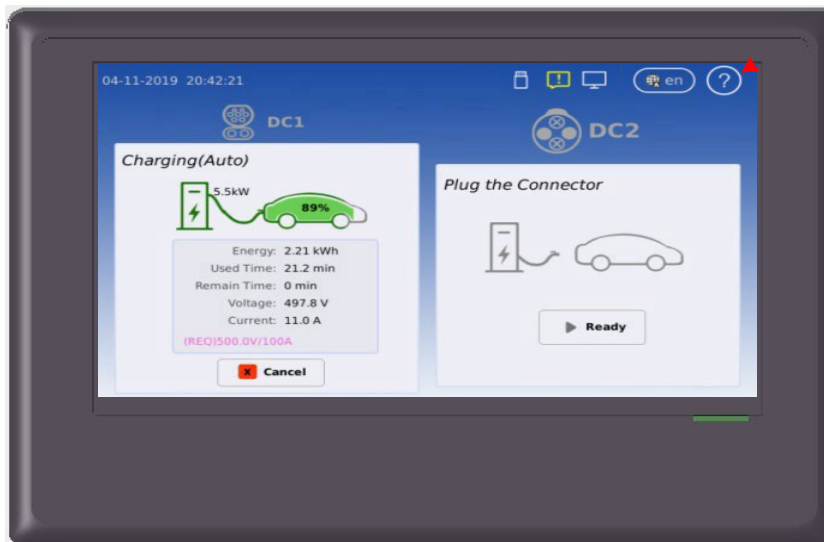 04-11-2019 20:42:21
en
?
DC1
Charging(Auto)
5.5kW
89%
Energy: 2.21 kWh
Used Time: 21.2 min
Remain Time: 0 min
Voltage: 497.8 V
Current: 11.0 A
(REQ)500.0V/100A
x Cancel
DC2
Plug the Connector
Ready